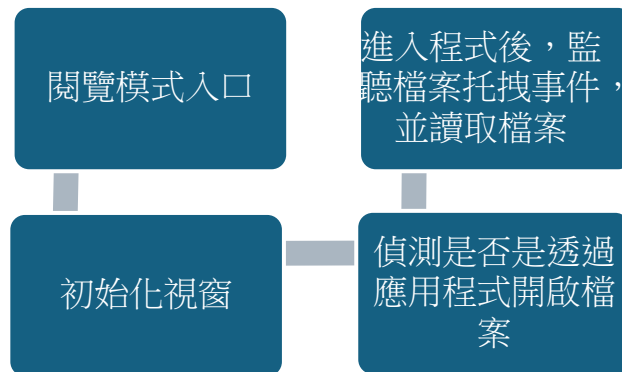 閱覽模式入口
初始化視窗
偵測是否是透過
應用程式開啟檔
案
進入程式後，監
聽檔案托拽事件，
並讀取檔案